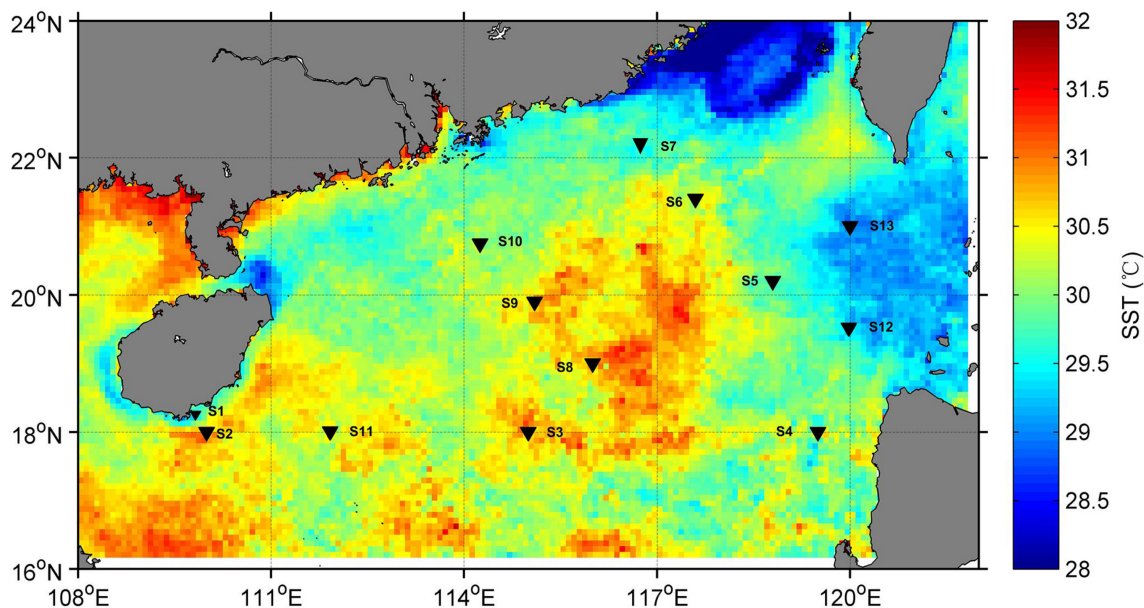 24°N
22°N
20°N
18°N
16°N
108°E
111°E
114°E
117°E
120°E
S7
S6
S13
S10
S5
S9
S12
S8
S1
S2
S11
S3
S4
32
31.5
31
30.5
30
29.5
29
28.5
28
SST (℃)